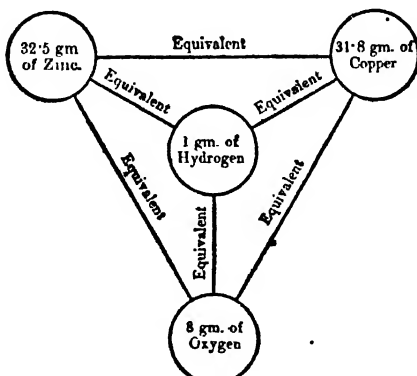 32·5 gm
of Zinc.
Equivalent
31·8 gm. of
Copper
Equivalent
Equivalent
1 gm. of
Hydrogen
Equivalent
Equivalent
Equivalent
8 gm. of
Oxygen